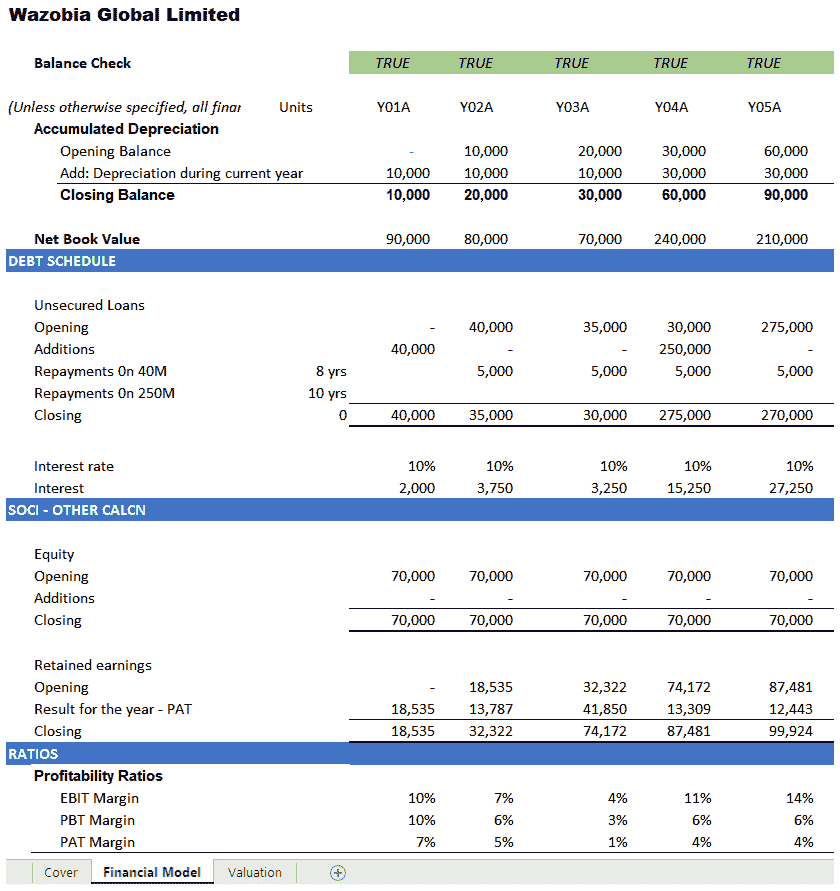 Wazobia Global Limited
Balance Check TRUE TRUE TRUE TRUE TRUE
(Unless otherwise specified, all finar Units Y01A Y02A Y03A Y04A Y05A
Accumulated Depreciation
Opening Balance - 10,000 20,000 30,000 60,000
Add: Depreciation during current year 10,000 10,000 10,000 30,000 30,000
Closing Balance 10,000 20,000 30,000 60,000 90,000
Net Book Value 90,000 80,000 70,000 240,000 210,000
DEBT SCHEDULE
Unsecured Loans
Opening - 40,000 35,000 30,000 275,000
Additions 40,000 - - 250,000 -
Repayments 0n 40M 8 yrs 5,000 5,000 5,000 5,000
Repayments 0n 250M 10 yrs
Closing 0 40,000 35,000 30,000 275,000 270,000
Interest rate 10% 10% 10% 10% 10%
Interest 2,000 3,750 3,250 15,250 27,250
SOCI - OTHER CALCN
Equity
Opening 70,000 70,000 70,000 70,000 70,000
Additions - - - - -
Closing 70,000 70,000 70,000 70,000 70,000
Retained earnings
Opening - 18,535 32,322 74,172 87,481
Result for the year - PAT 18,535 13,787 41,850 13,309 12,443
Closing 18,535 32,322 74,172 87,481 99,924
RATIOS
Profitability Ratios
EBIT Margin 10% 7% 4% 11% 14%
PBT Margin 10% 6% 3% 6% 6%
PAT Margin 7% 5% 1% 4% 4%
Cover Financial Model Valuation